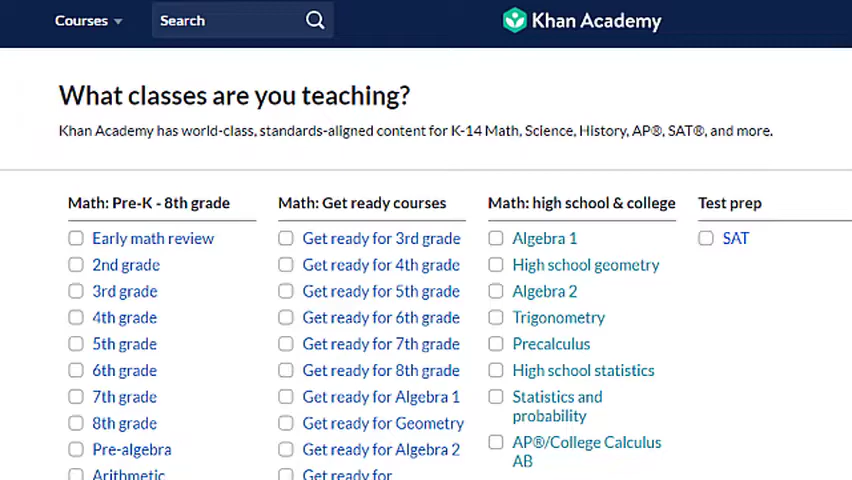 Courses
Search
Khan Academy
What classes are you teaching?
Khan Academy has world-class, standards-aligned content for K-14 Math, Science, History, AP®, SAT®, and more.
Math: Pre-K - 8th grade
Early math review
2nd grade
3rd grade
4th grade
5th grade
6th grade
7th grade
8th grade
Pre-algebra
Arithmetic
Math: Get ready courses
Get ready for 3rd grade
Get ready for 4th grade
Get ready for 5th grade
Get ready for 6th grade
Get ready for 7th grade
Get ready for 8th grade
Get ready for Algebra 1
Get ready for Geometry
Get ready for Algebra 2
Get ready for
Math: high school & college
Algebra 1
High school geometry
Algebra 2
Trigonometry
Precalculus
High school statistics
Statistics and
probability
AP®/College Calculus
AB
Test prep
SAT